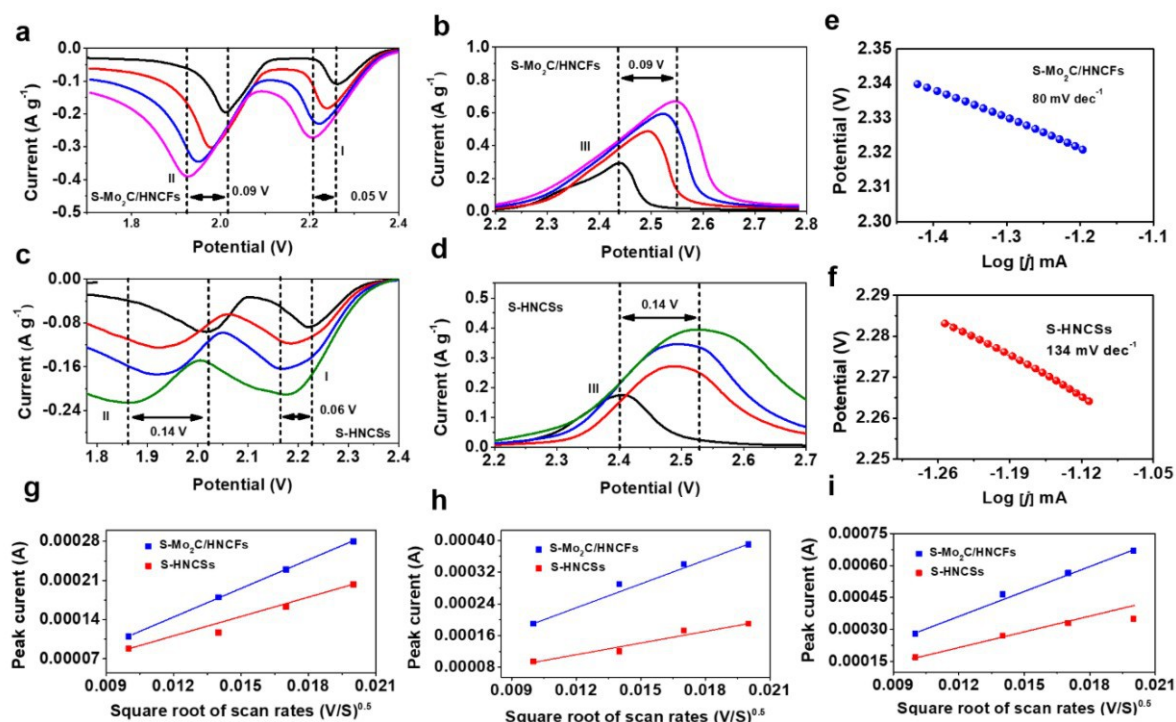 a
0.0
-0.1
-0.2
-0.3
-0.4
-0.5
Current (A g⁻¹)
I
II
S-Mo₂C/HNCFs
0.09 V
0.05 V
1.8
2.0
2.2
2.4
Potential (V)
b
1.0
0.8
0.6
0.4
0.2
0.0
Current (A g⁻¹)
S-Mo₂C/HNCFs
0.09 V
III
2.2
2.3
2.4
2.5
2.6
2.7
2.8
Potential (V)
e
2.35
2.34
2.33
2.32
2.31
2.30
Potential (V)
S-Mo₂C/HNCFs
80 mV dec⁻¹
-1.4
-1.3
-1.2
-1.1
Log [j] mA
c
0.00
-0.08
-0.16
-0.24
Current (A g⁻¹)
I
II
0.14 V
0.06 V
S-HNCSs
1.8
1.9
2.0
2.1
2.2
2.3
2.4
Potential (V)
d
0.5
0.4
0.3
0.2
0.1
0.0
Current (A g⁻¹)
S-HNCSs
0.14 V
III
2.2
2.3
2.4
2.5
2.6
2.7
Potential (V)
f
2.29
2.28
2.27
2.26
2.25
Potential (V)
S-HNCSs
134 mV dec⁻¹
-1.26
-1.19
-1.12
-1.05
Log [j] mA
g
0.00028
0.00021
0.00014
0.00007
Peak curent (A)
S-Mo₂C/HNCFs
S-HNCSs
0.009
0.012
0.015
0.018
0.021
Square root of scan rates (V/S)⁰·⁵
h
0.00040
0.00032
0.00024
0.00016
0.00008
Peak curent (A)
S-Mo₂C/HNCFs
S-HNCSs
0.009
0.012
0.015
0.018
0.021
Square root of scan rates (V/S)⁰·⁵
i
0.00075
0.00060
0.00045
0.00030
0.00015
Peak curent (A)
S-Mo₂C/HNCFs
S-HNCSs
0.009
0.012
0.015
0.018
0.021
Square root of scan rates (V/S)⁰·⁵